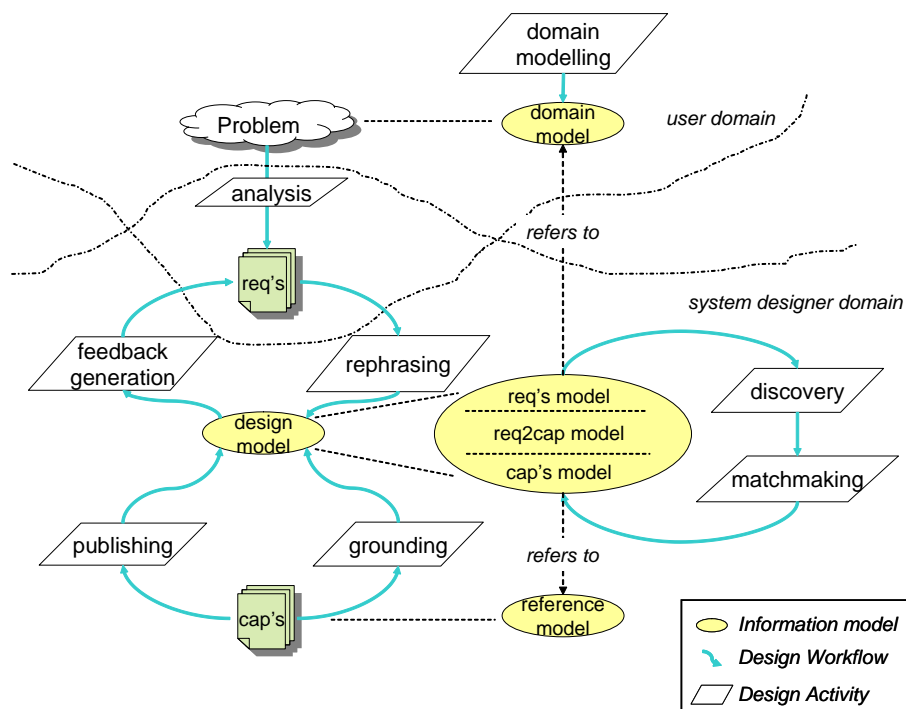 domain
modelling
Problem
domain
model
user domain
analysis
refers to
req's
system designer domain
feedback
generation
rephrasing
req's model
discovery
design
model
req2cap model
cap's model
matchmaking
publishing
grounding
refers to
cap's
reference
model
Information model
Design Workflow
Design Activity